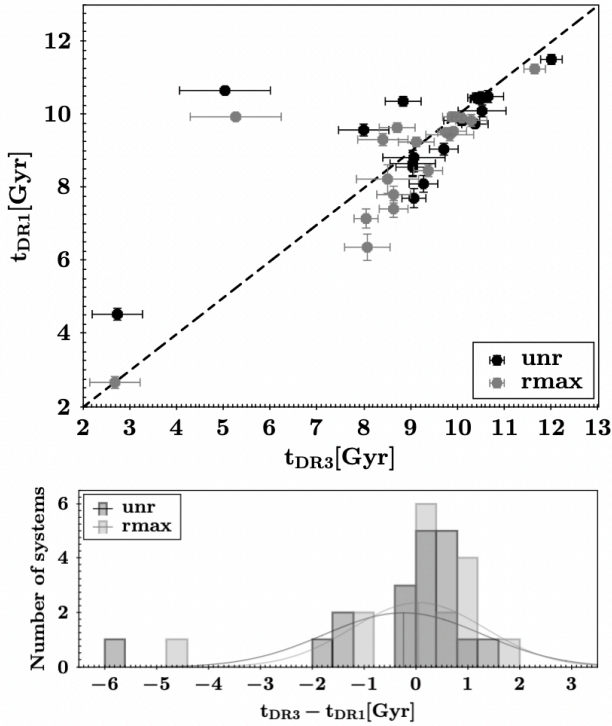 13
12
10
8
6
4
2
t_DR1[Gyr]
unr
rmax
2 3 4 5 6 7 8 9 10 11 12 13
t_DR3[Gyr]
6
4
2
0
Number of systems
unr
rmax
−6 −5 −4 −3 −2 −1 0 1 2 3
t_DR3 − t_DR1[Gyr]